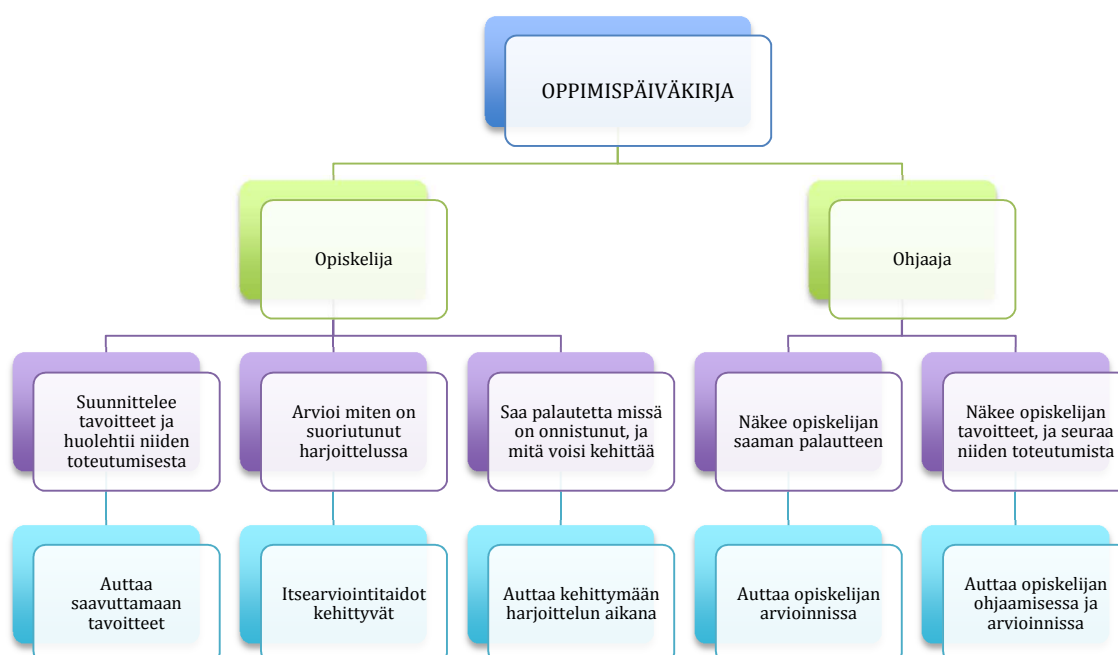 OPPIMISPÄIVÄKIRJA
Opiskelija
Ohjaaja
Suunnittelee
tavoitteet ja
huolehtii niiden
toteutumisesta
Arvioi miten on
suoriutunut
harjoittelussa
Saa palautetta missä
on onnistunut, ja
mitä voisi kehittää
Näkee opiskelijan
saaman palautteen
Näkee opiskelijan
tavoitteet, ja seuraa
niiden toteutumista
Auttaa
saavuttamaan
tavoitteet
Itsearviointitaidot
kehittyvät
Auttaa kehittymään
harjoittelun aikana
Auttaa opiskelijan
arvioinnissa
Auttaa opiskelijan
ohjaamisessa ja
arvioinnissa